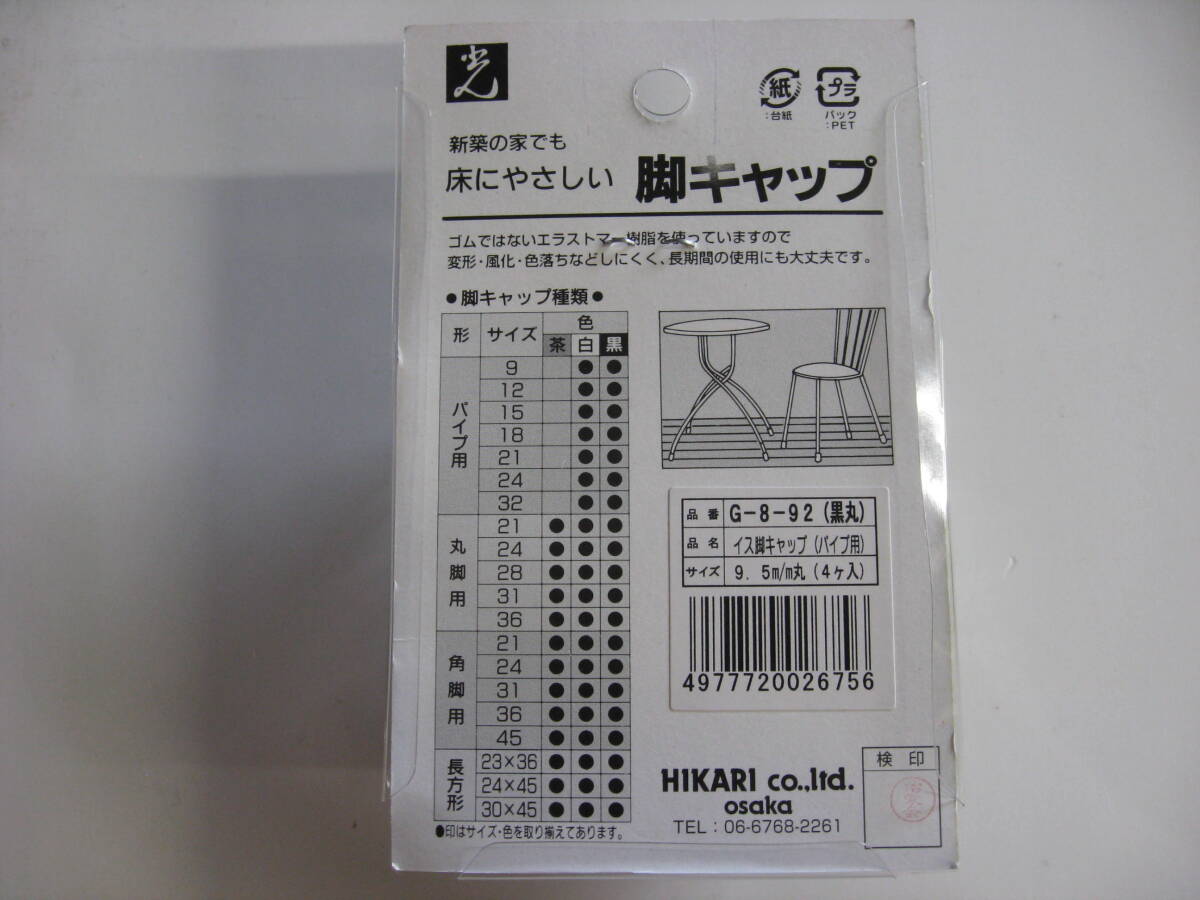 光
紙
:台紙
プラ
パック
:PET
新築の家でも
床にやさしい 脚キャップ
ゴムではないエラストマー樹脂を使っていますので
変形・風化・色落ちなどしにくく、長期間の使用にも大丈夫です。
●脚キャップ種類●
形 サイズ 色
茶 白 黒
パイプ用
9 ● ●
12 ● ●
15 ● ●
18 ● ●
21 ● ●
24 ● ●
32 ● ●
丸脚用
21 ● ● ●
24 ● ● ●
28 ● ● ●
31 ● ● ●
36 ● ● ●
角脚用
21 ● ● ●
24 ● ● ●
31 ● ● ●
36 ● ● ●
45 ● ● ●
長方形
23×36 ● ● ●
24×45 ● ● ●
30×45 ● ● ●
●印はサイズ・色を取り揃えてあります。
品番 G-8-92(黒丸)
品名 イス脚キャップ(パイプ用)
サイズ 9.5m/m丸(4ヶ入)
4977720026756
HIKARI co.,ltd.
osaka
TEL:06-6768-2261
検印